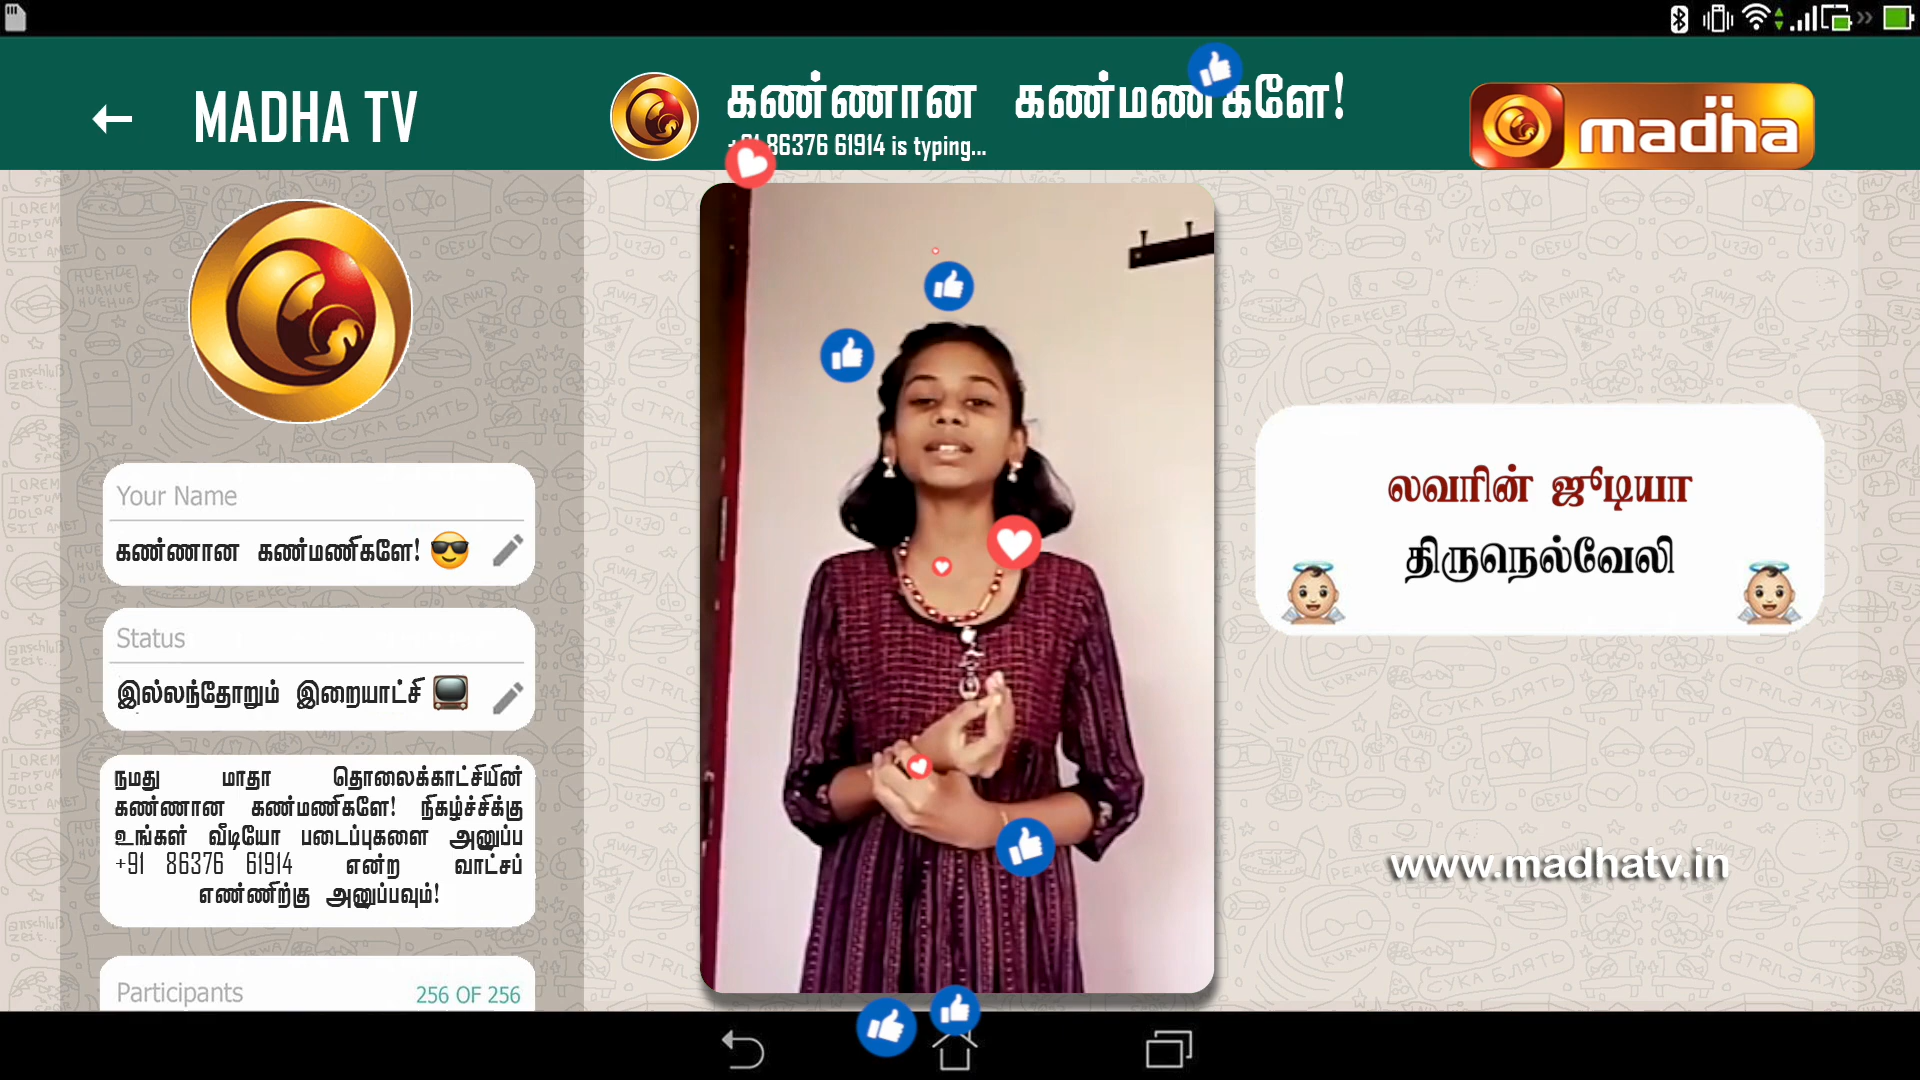 MADHA TV
கண்ணான கண்மணிகளே!
86376 61914 is typing...
madha
Your Name
கண்ணான கண்மணிகளே!
Status
இல்லந்தோறும் இறையாட்சி
நமது மாதா தொலைக்காட்சியின்
கண்ணான கண்மணிகளே! நிகழ்ச்சிக்கு
உங்கள் வீடியோ படைப்புகளை அனுப்ப
+91 86376 61914 என்ற வாட்சப்
எண்ணிற்கு அனுப்பவும்!
Participants
256 OF 256
லவரின் ஜூடியா
திருநெல்வேலி
www.madhatv.in